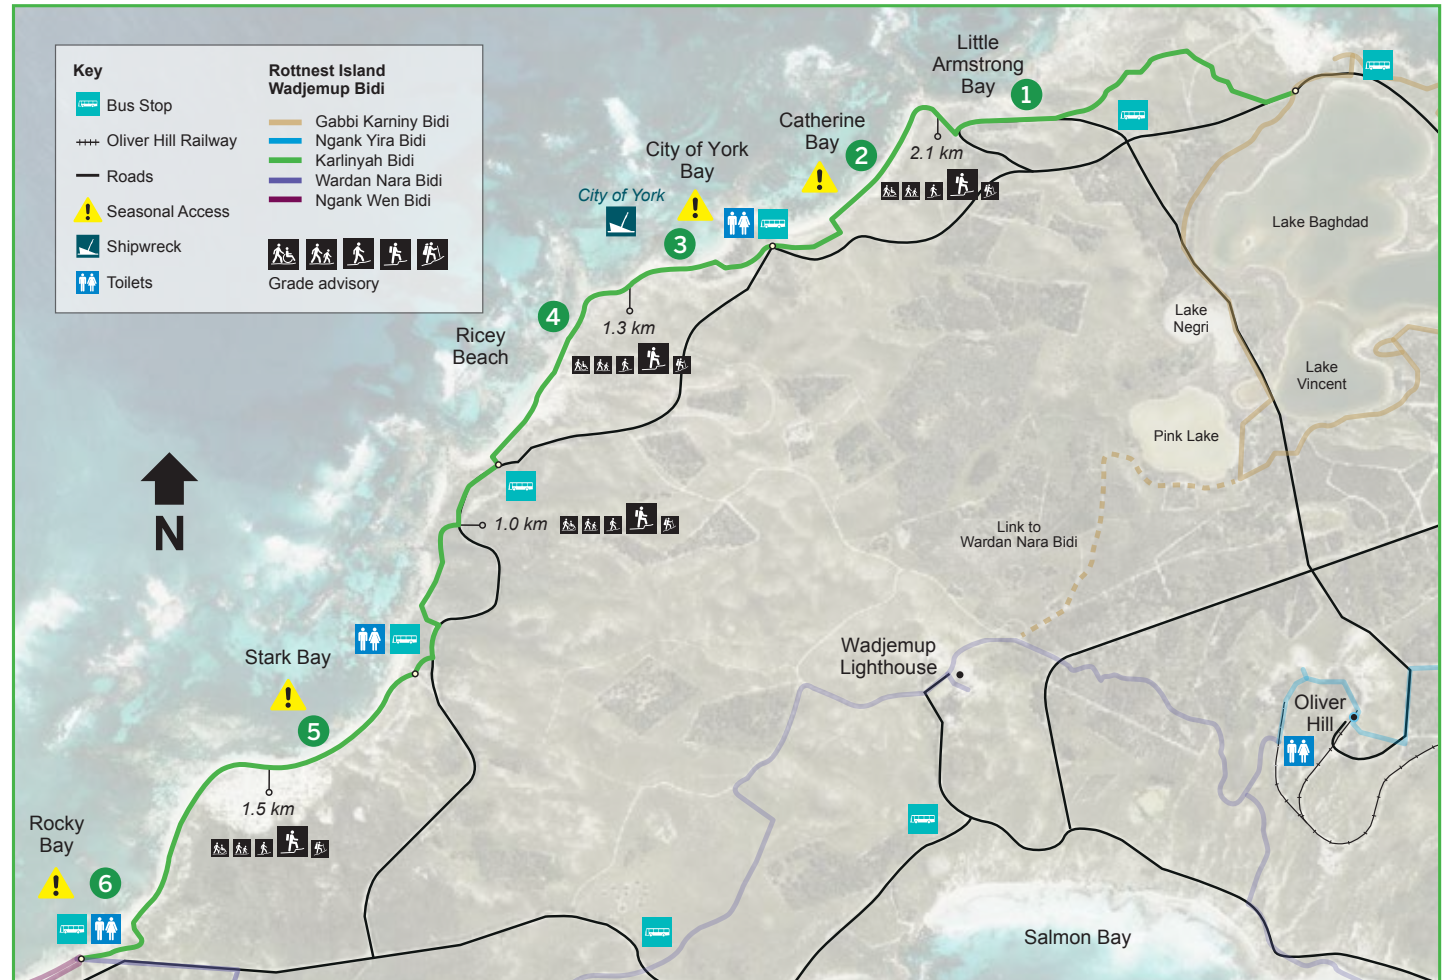 Key
Bus Stop
Oliver Hill Railway
Roads
Seasonal Access
Shipwreck
Toilets
Rottnest Island
Wadjemup Bidi
Gabbi Karniny Bidi
Ngank Yira Bidi
Karlinyah Bidi
Wardan Nara Bidi
Ngank Wen Bidi
Grade advisory
Little
Armstrong
Bay
1
Catherine
Bay
2
2.1 km
City of York
Bay
City of York
3
4
1.3 km
Ricey
Beach
Lake Baghdad
Lake
Negri
Lake
Vincent
Pink Lake
N
1.0 km
Link to
Wardan Nara Bidi
Stark Bay
5
Wadjemup
Lighthouse
Oliver
Hill
1.5 km
Rocky
Bay
6
Salmon Bay